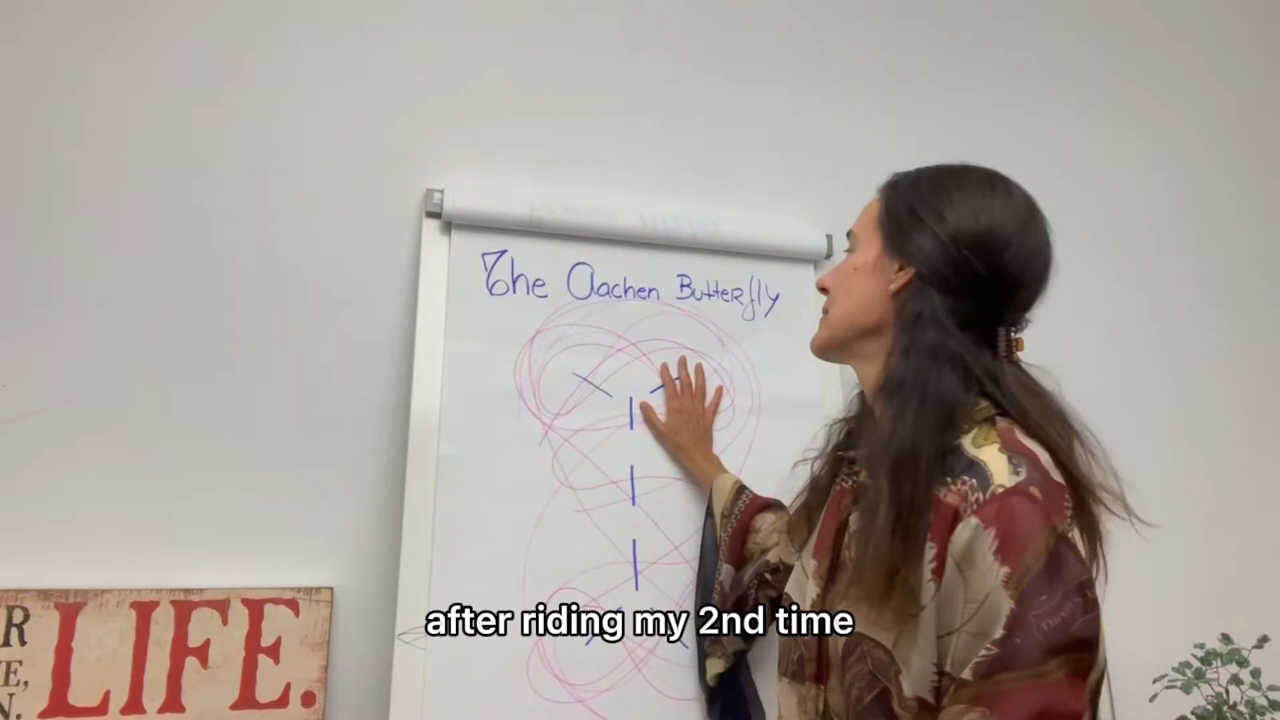 The Aachen Butterfly
after riding my 2nd time
R
LIFE.
E,
N.